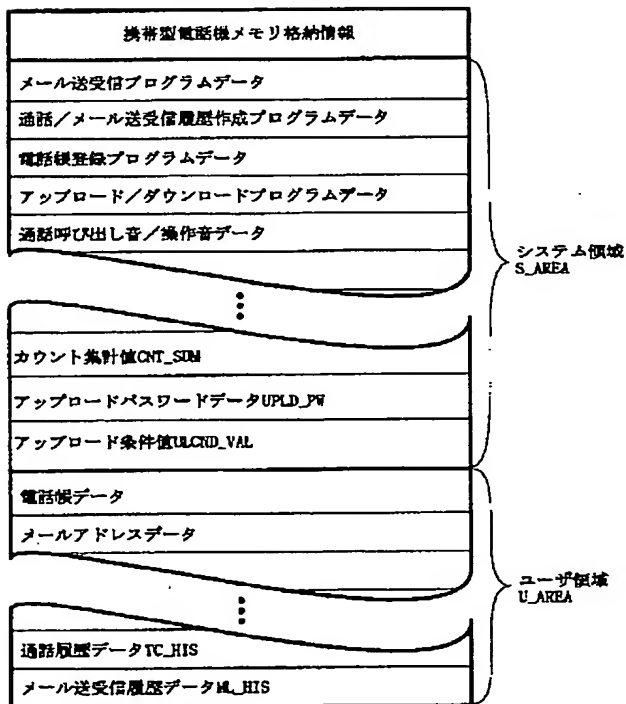 携帯型電話機メモリ格納情報
メール送受信プログラムデータ
通話／メール送受信履歴作成プログラムデータ
電話帳登録プログラムデータ
アップロード／ダウンロードプログラムデータ
通話呼び出し音／操作音データ
システム領域
S_AREA
カウント集計値CNT_SUM
アップロードパスワードデータUPLD_PW
アップロード条件値ULCND_VAL
電話帳データ
メールアドレスデータ
ユーザ領域
U_AREA
通話履歴データTC_HIS
メール送受信履歴データML_HIS